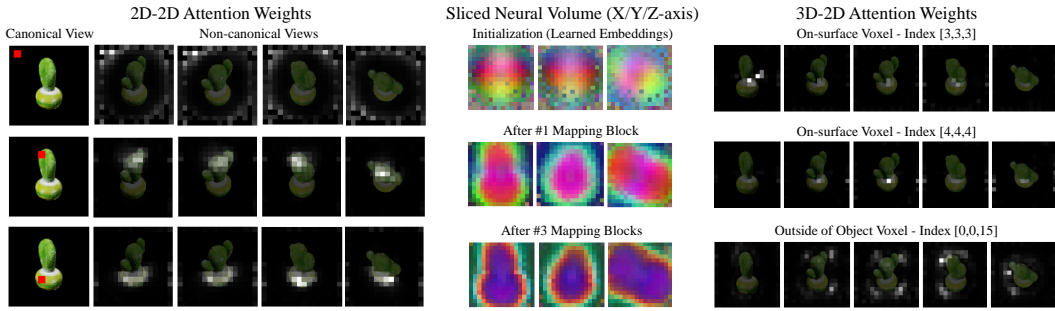 2D-2D Attention Weights
Canonical View
Non-canonical Views
Sliced Neural Volume (X/Y/Z-axis)
Initialization (Learned Embeddings)
After #1 Mapping Block
After #3 Mapping Blocks
3D-2D Attention Weights
On-surface Voxel - Index [3,3,3]
On-surface Voxel - Index [4,4,4]
Outside of Object Voxel - Index [0,0,15]